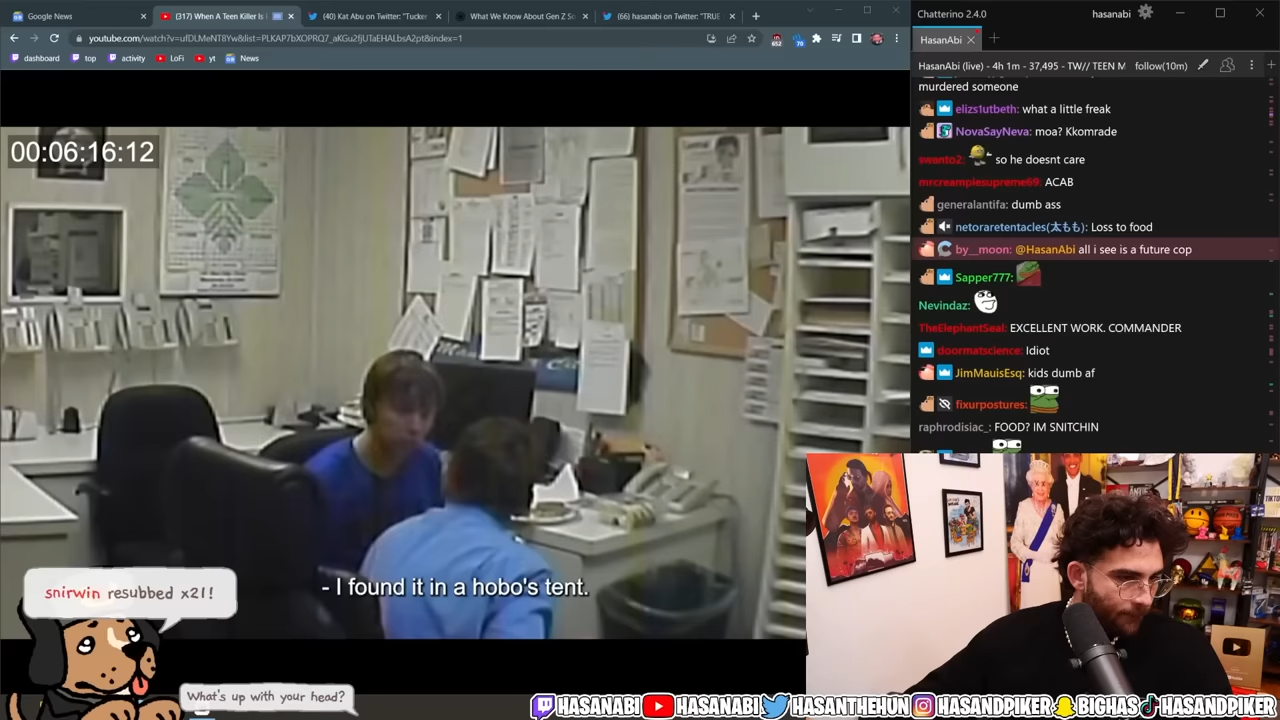 Google News
(317) When A Teen Killer Is
(40) Kat Abu on Twitter: "Tucker
What We Know About Gen Z So
(66) hasanabi on Twitter: "TRUE
youtube.com/watch?v=ufDLMeNT8Yw&list=PLKAP7bXOPRQ7_aKGu2fjUTaEHALbsA2pt&index=1
652
70
dashboard
top
activity
LoFi
yt
News
00:06:16:12
- I found it in a hobo's tent.
snirwin resubbed x21!
What's up with your head?
Chatterino 2.4.0
hasanabi
HasanAbi
HasanAbi (live) - 4h 1m - 37,495 - TW// TEEN M
follow(10m)
murdered someone
elizs1utbeth: what a little freak
NovaSayNeva: moa? Kkomrade
swanto2: so he doesnt care
mrcreampiesupreme69: ACAB
generalantifa: dumb ass
netoraretentacles(太もも): Loss to food
by__moon: @HasanAbi all i see is a future cop
Sapper777:
Nevindaz:
TheElephantSeal: EXCELLENT WORK. COMMANDER
doormatscience: Idiot
JimMauisEsq: kids dumb af
fixurpostures:
raphrodisiac_: FOOD? IM SNITCHIN
HASANABI
HASANABI
HASANTHEHUN
HASANDPIKER
BIGHAS
HASANDPIKER